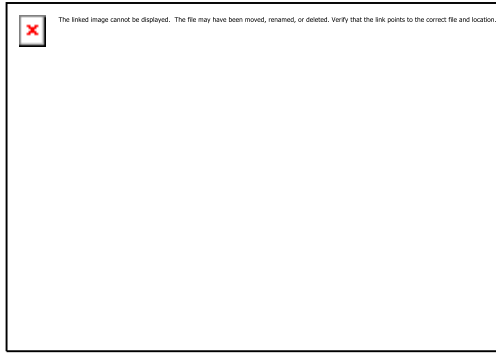 The linked image cannot be displayed.  The file may have been moved, renamed, or deleted. Verify that the link points to the correct file and location.